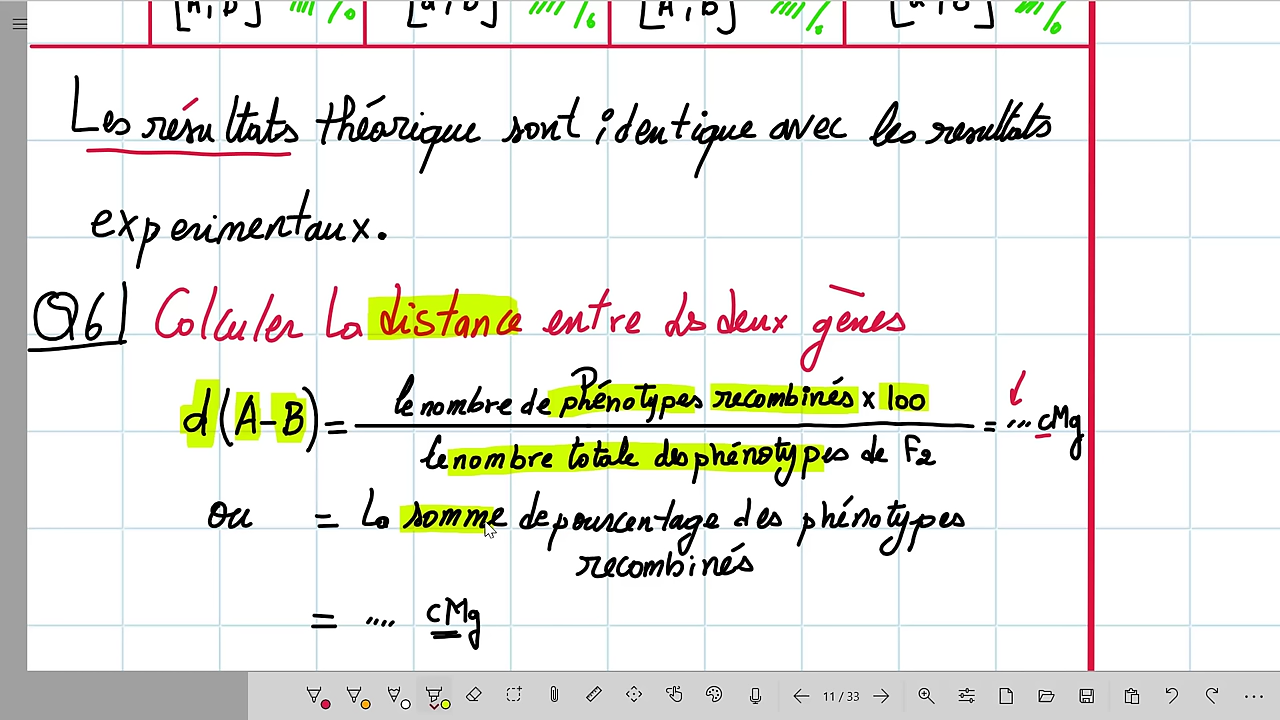 [A, B] ////% [a, b] ////% [A, B] ////% [a, b] ///%
Les résultats théorique sont identique avec les resultats
experimentaux.
Q6| Calculer la distance entre les deux gènes
d(A-B) = le nombre de Phénotypes recombinés x 100 = ... cMg
le nombre totale des phénotypes de F2
ou = La somme de pourcentage des phénotypes
recombinés
= .... cMg
11 / 33